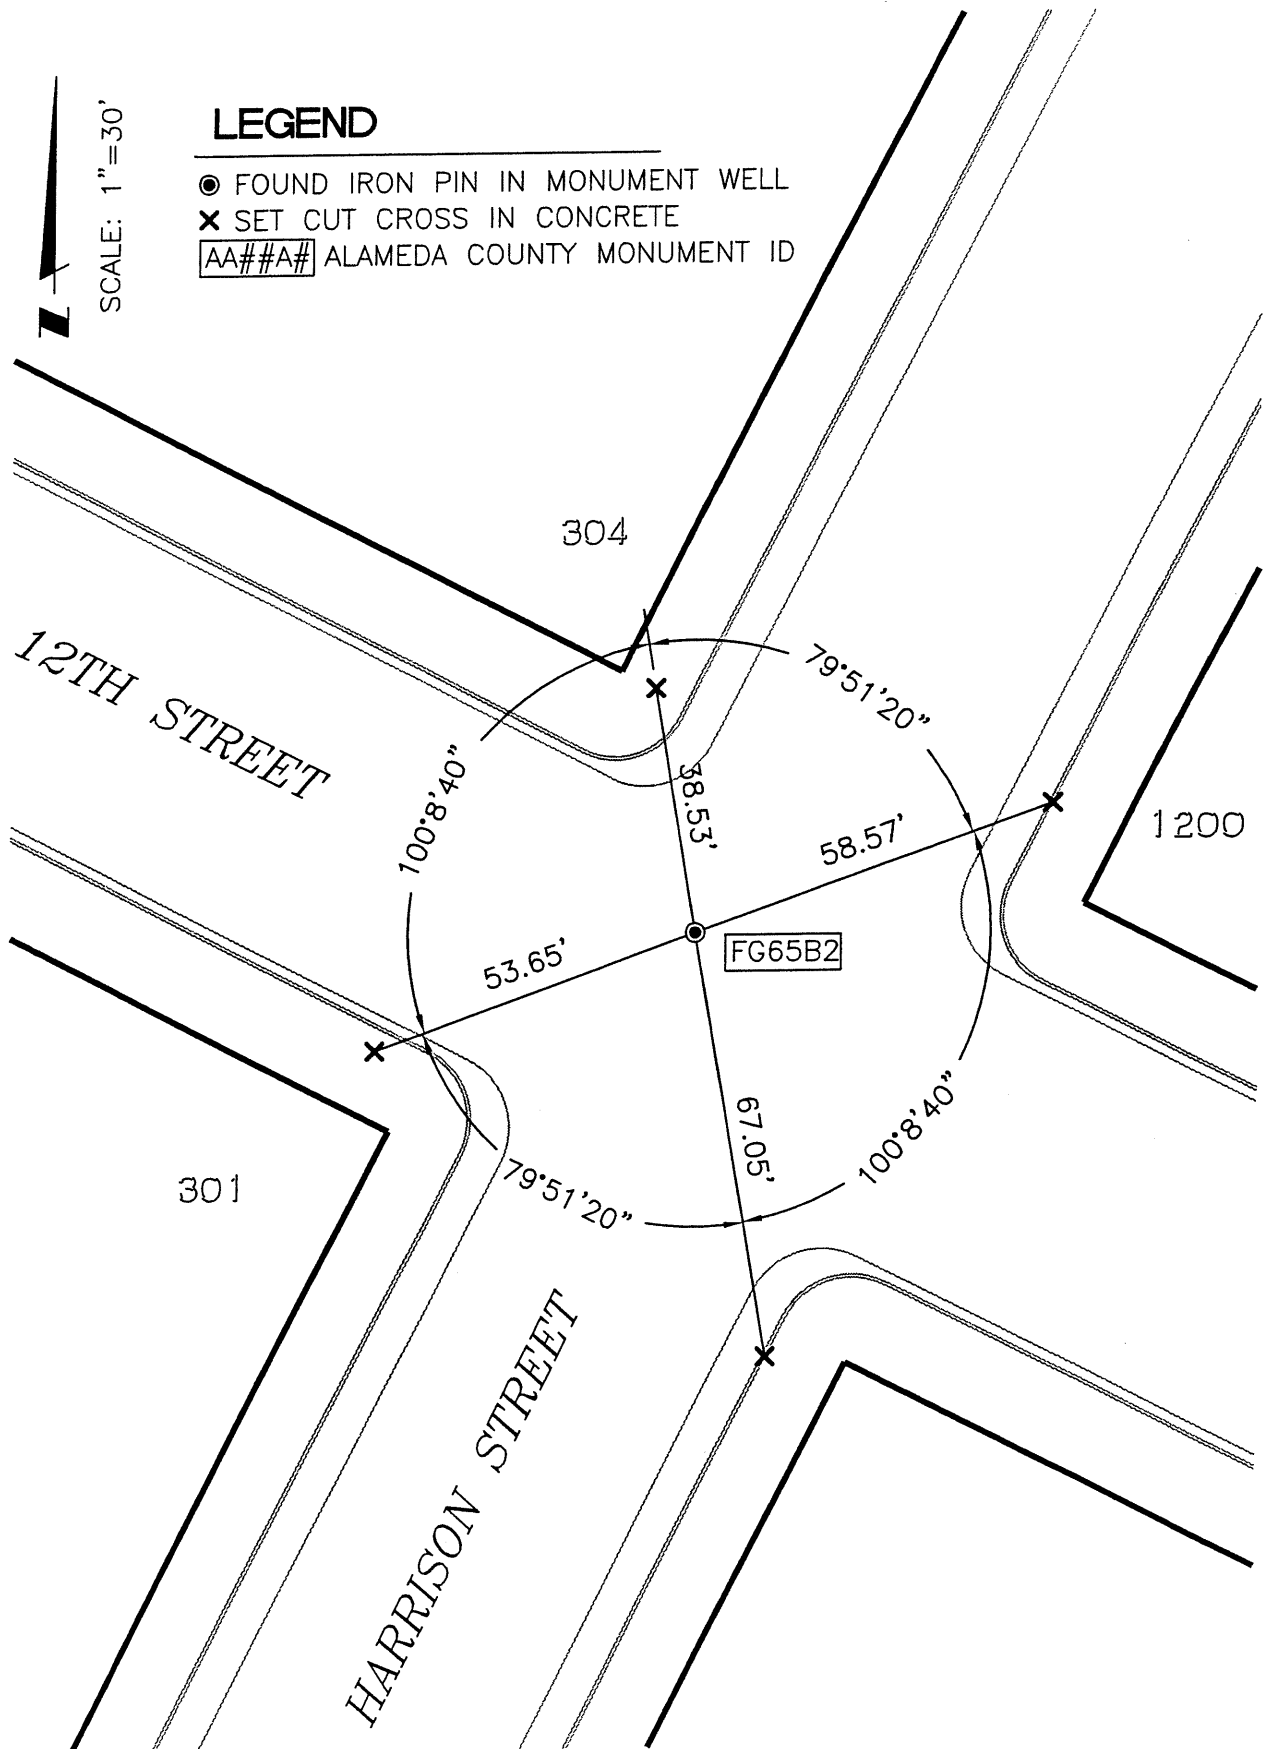 LEGEND
FOUND IRON PIN IN MONUMENT WELL
SET CUT CROSS IN CONCRETE
AA##A# ALAMEDA COUNTY MONUMENT ID
SCALE: 1"=30'
N
304
12TH STREET
79°51'20"
100°8'40"
38.53'
58.57'
1200
53.65'
FG65B2
67.05'
100°8'40"
301
79°51'20"
HARRISON STREET